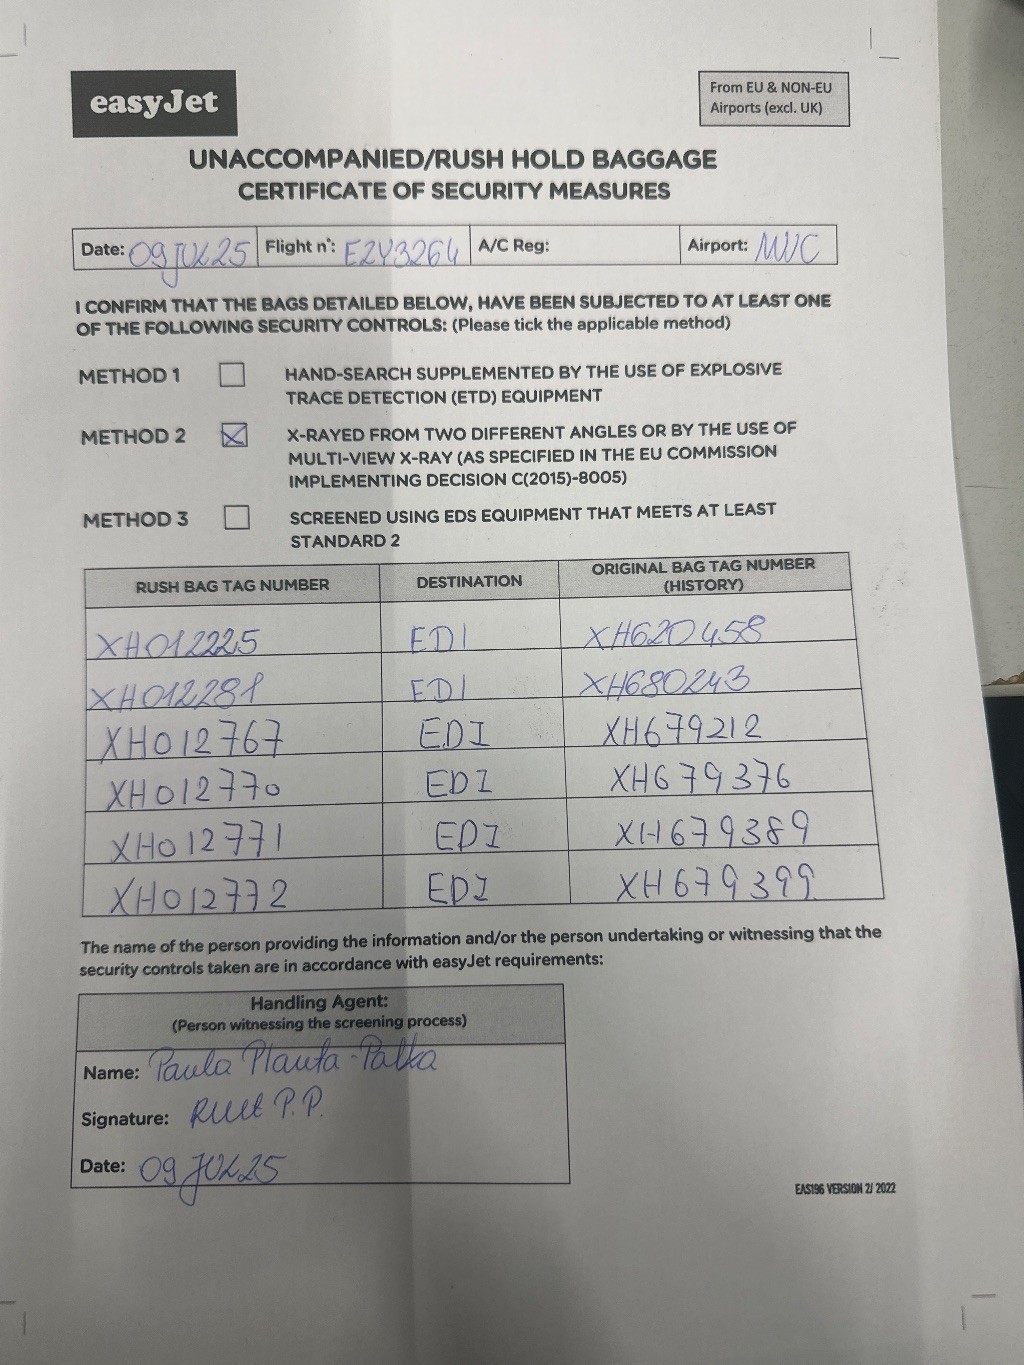 easyJet
From EU & NON-EU
Airports (excl. UK)
UNACCOMPANIED/RUSH HOLD BAGGAGE
CERTIFICATE OF SECURITY MEASURES
Date: 09JUL25 Flight n°: EZY3264 A/C Reg: Airport: MUC
I CONFIRM THAT THE BAGS DETAILED BELOW, HAVE BEEN SUBJECTED TO AT LEAST ONE
OF THE FOLLOWING SECURITY CONTROLS: (Please tick the applicable method)
METHOD 1 HAND-SEARCH SUPPLEMENTED BY THE USE OF EXPLOSIVE
TRACE DETECTION (ETD) EQUIPMENT
METHOD 2 X-RAYED FROM TWO DIFFERENT ANGLES OR BY THE USE OF
MULTI-VIEW X-RAY (AS SPECIFIED IN THE EU COMMISSION
IMPLEMENTING DECISION C(2015)-8005)
METHOD 3 SCREENED USING EDS EQUIPMENT THAT MEETS AT LEAST
STANDARD 2
RUSH BAG TAG NUMBER DESTINATION ORIGINAL BAG TAG NUMBER
(HISTORY)
XH012225 EDI XH620458
XH012281 EDI XH680243
XH012767 EDI XH679212
XH012770 EDI XH679376
XH012771 EDI XH679389
XH012772 EDI XH679399
The name of the person providing the information and/or the person undertaking or witnessing that the
security controls taken are in accordance with easyJet requirements:
Handling Agent:
(Person witnessing the screening process)
Name: Paula Planta-Palka
Signature: P.P.
Date: 09JUL25
EAS196 VERSION 2/ 2022